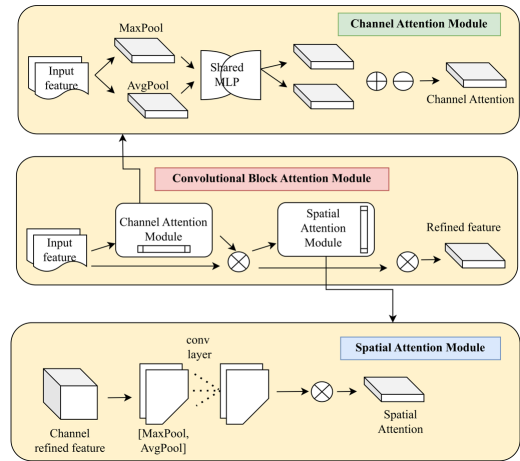 Channel Attention Module
MaxPool
Input
feature
AvgPool
Shared
MLP
Channel Attention
Convolutional Block Attention Module
Input
feature
Channel Attention
Module
Spatial
Attention
Module
Refined feature
Spatial Attention Module
conv
layer
Channel
refined feature
[MaxPool,
AvgPool]
Spatial
Attention